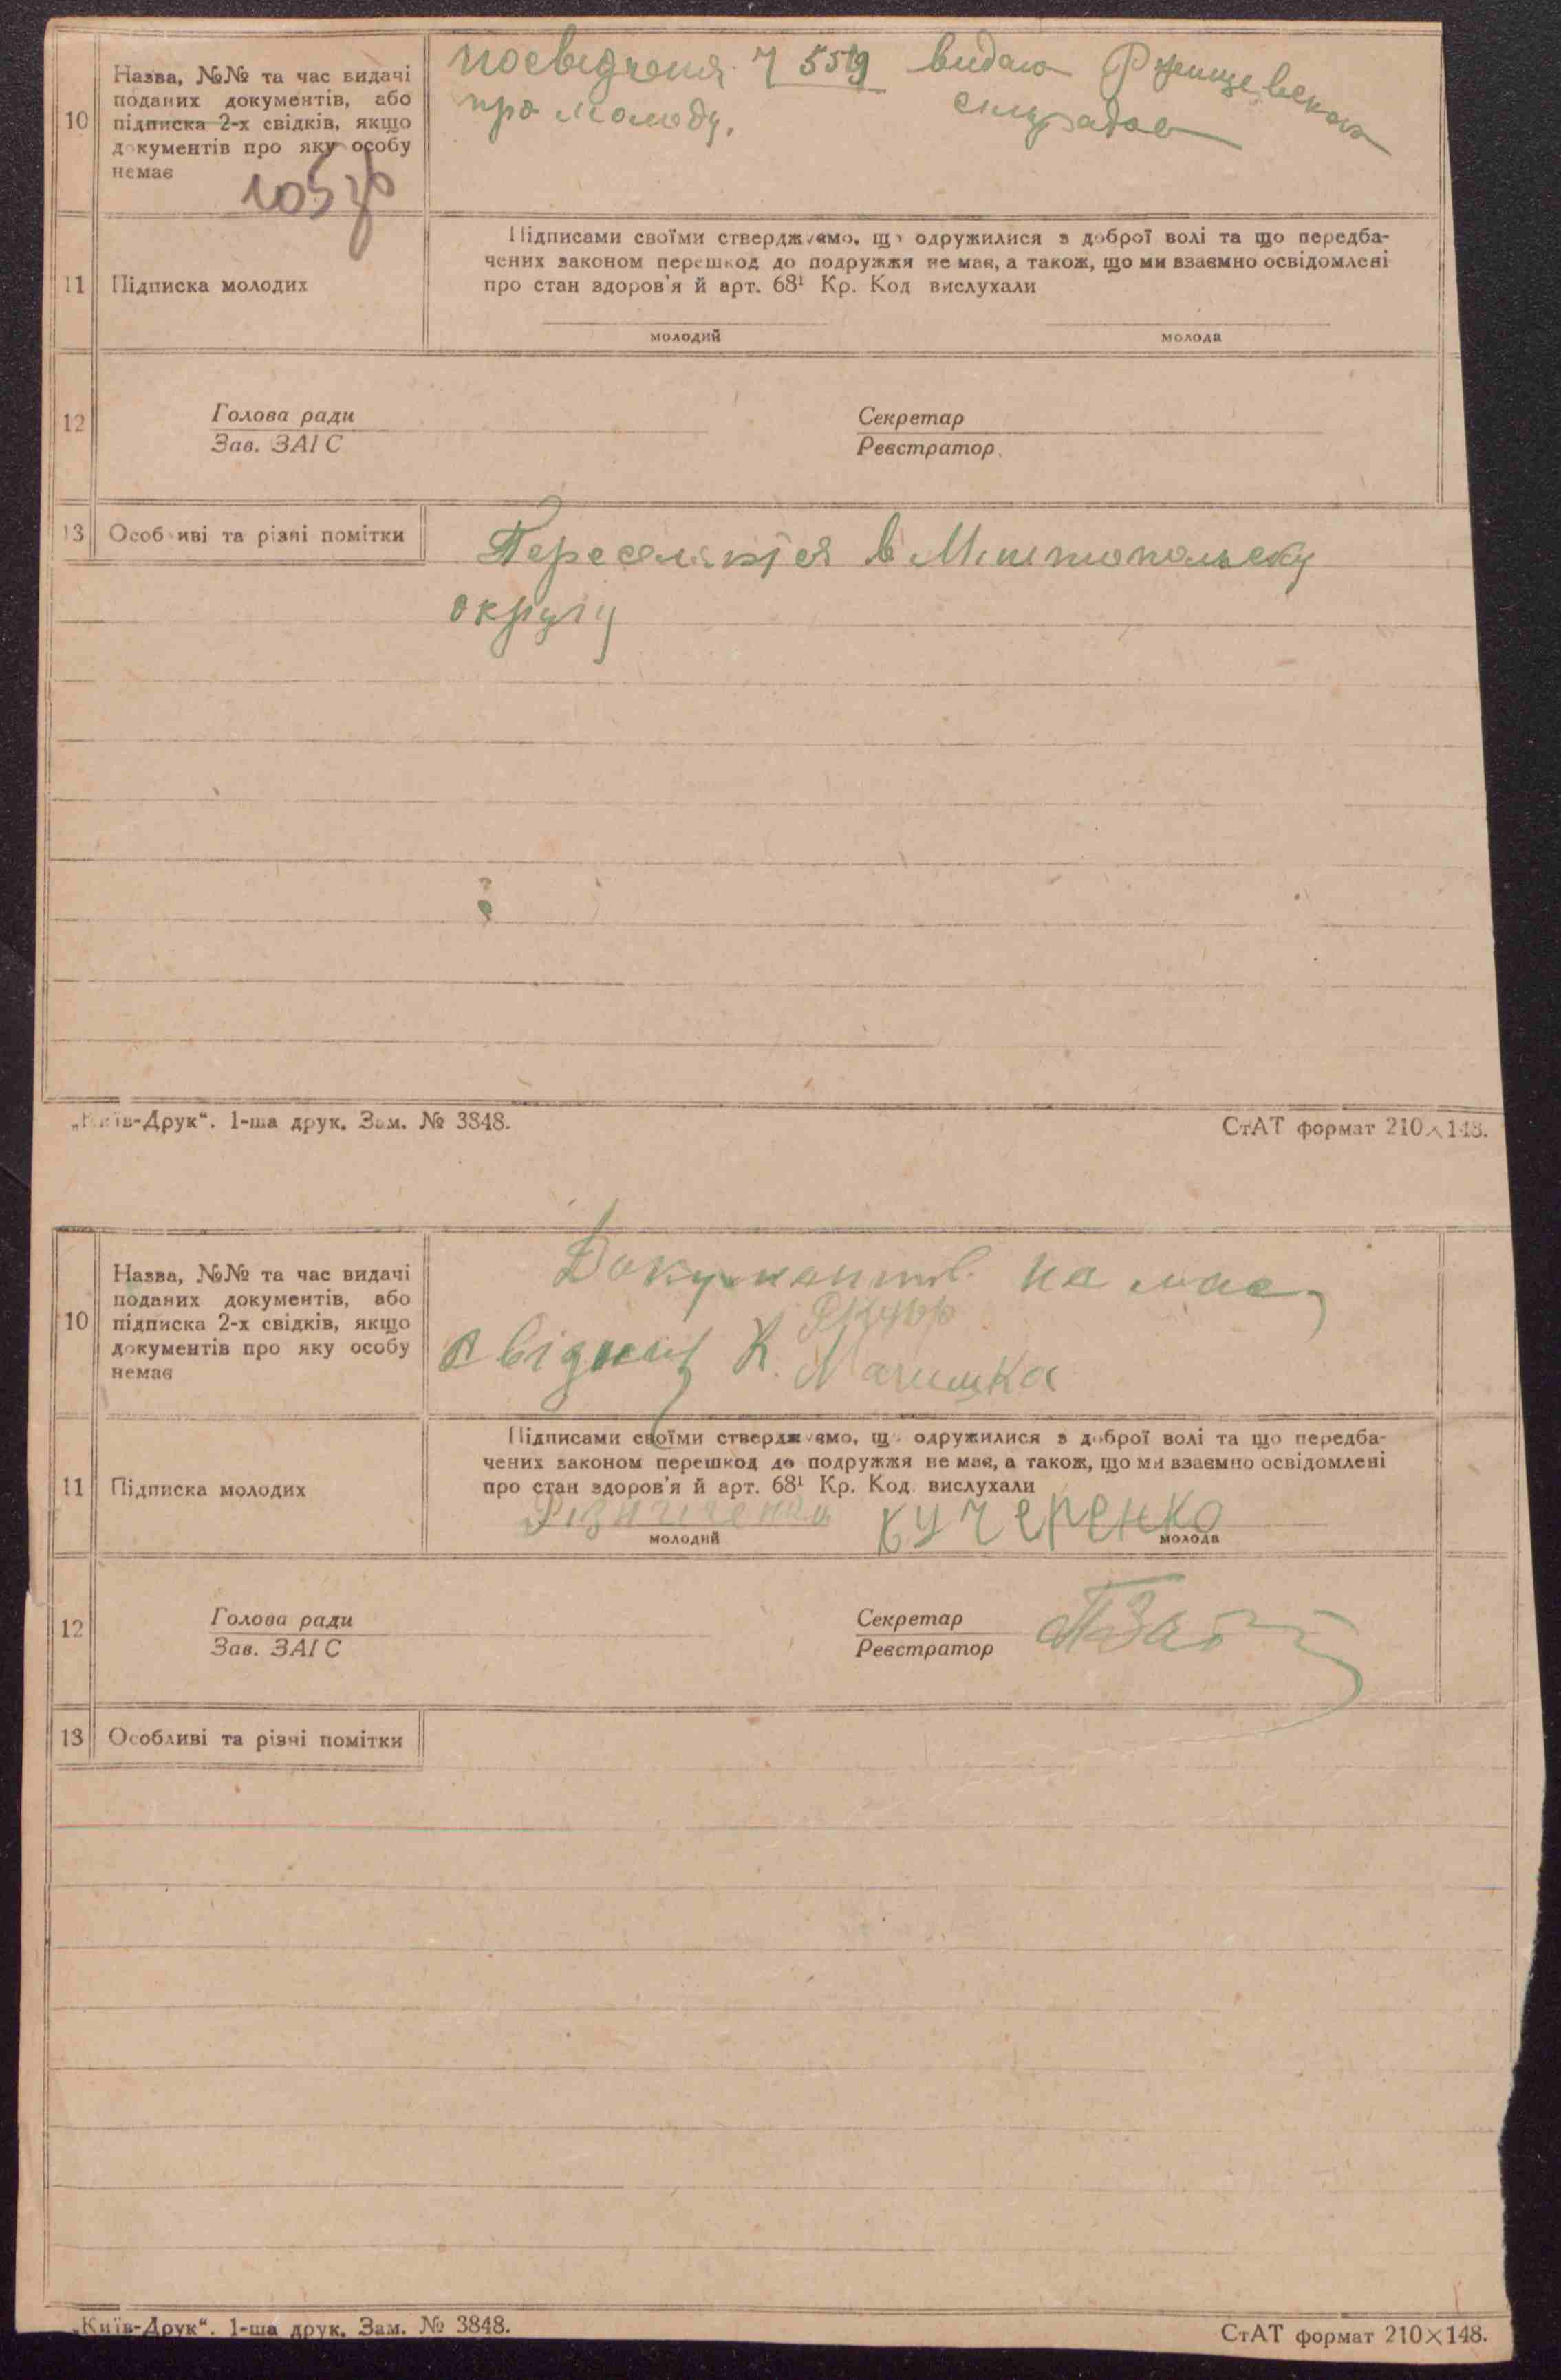 10
Назва, №№ та час видачі
поданих документів, або
підписка 2-х свідків, якщо
документів про яку особу
немає
105
посвідченя Ч 5519 видано
про молоду.
11
Підписка молодих
Підписами своїми стверджуємо, що одружилися з доброї волі та що передба-
чених законом перешкод до подружжя не має, а також, що ми взаємно освідомлені
про стан здоров'я й арт. 68¹ Кр. Код вислухали
молодий молода
12
Голова ради Секретар
Зав. ЗАГС Реєстратор.
13 Особливі та різні помітки
округу
„Київ-Друк“. 1-ша друк. Зам. № 3848. СтАТ формат 210×148.
10
Назва, №№ та час видачі
поданих документів, або
підписка 2-х свідків, якщо
документів про яку особу
немає
Документів не має,
К.
11
Підписка молодих
Підписами своїми стверджуємо, що одружилися з доброї волі та що передба-
чених законом перешкод до подружжя не має, а також, що ми взаємно освідомлені
про стан здоров'я й арт. 68¹ Кр. Код. вислухали
кучеренко
молодий молода
12
Голова ради Секретар
Зав. ЗАГС Реєстратор
13 Особливі та різні помітки
„Київ-Друк“. 1-ша друк. Зам. № 3848. СтАТ формат 210×148.